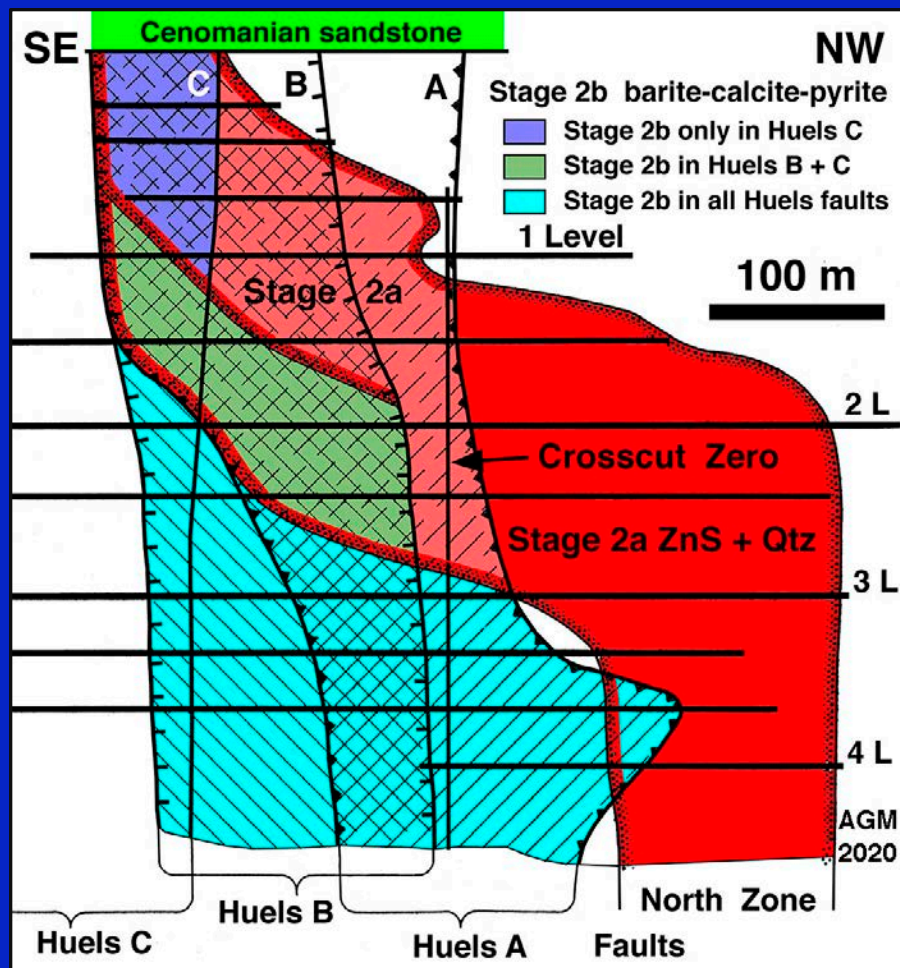 Cenomanian sandstone
SE
NW
C
B
A
Stage 2b barite-calcite-pyrite
Stage 2b only in Huels C
Stage 2b in Huels B + C
Stage 2b in all Huels faults
1 Level
100 m
Stage 2a
2 L
Crosscut Zero
Stage 2a ZnS + Qtz
3 L
4 L
AGM
2020
North Zone
Faults
Huels B
Huels C
Huels A